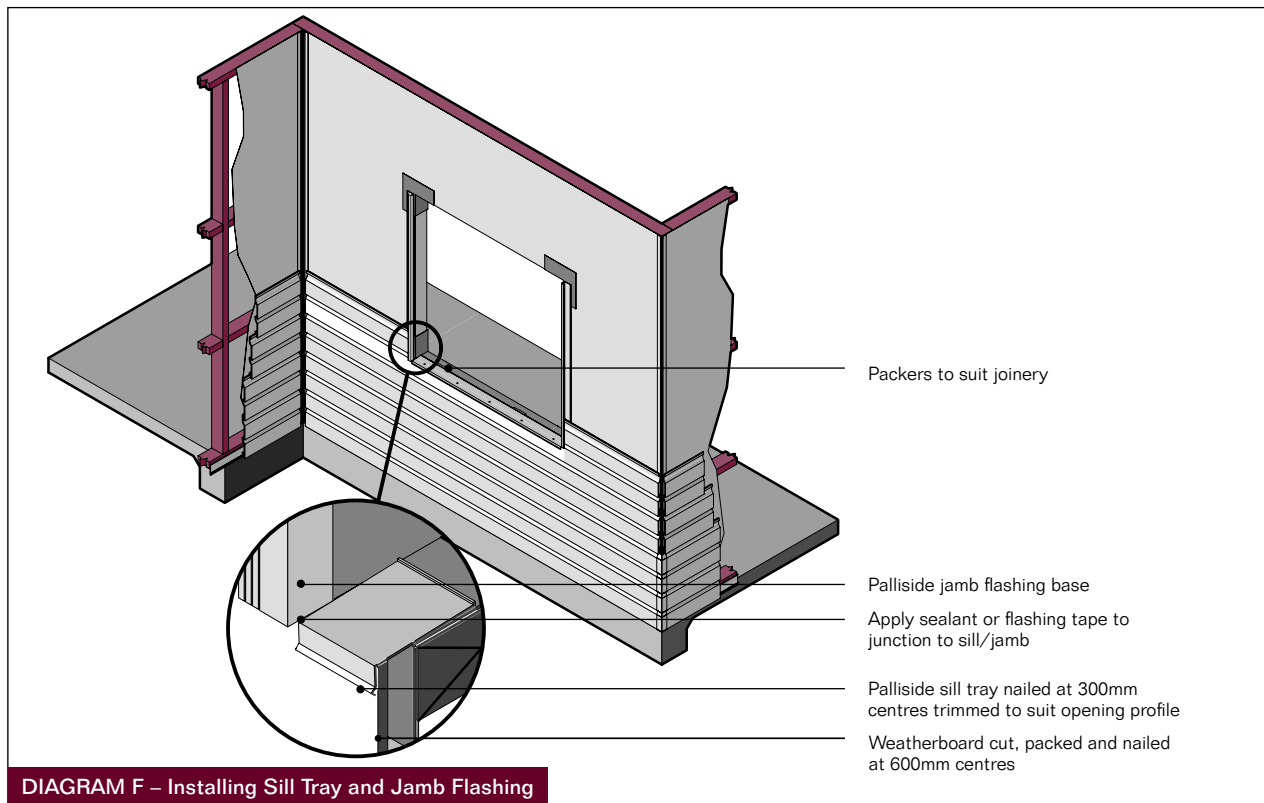 Packers to suit joinery
Palliside jamb flashing base
Apply sealant or flashing tape to
junction to sill/jamb
Palliside sill tray nailed at 300mm
centres trimmed to suit opening profile
Weatherboard cut, packed and nailed
at 600mm centres
DIAGRAM F – Installing Sill Tray and Jamb Flashing